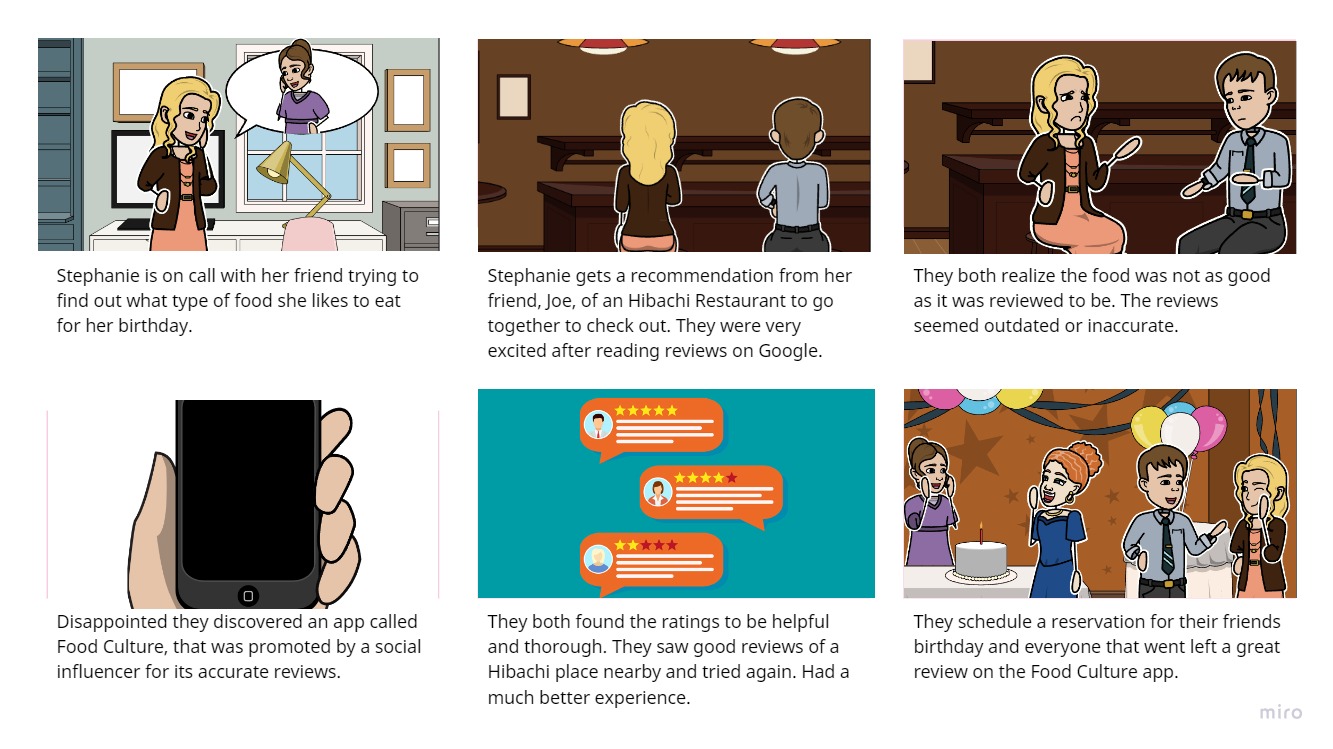 Stephanie is on call with her friend trying to
find out what type of food she likes to eat
for her birthday.
Stephanie gets a recommendation from her
friend, Joe, of an Hibachi Restaurant to go
together to check out. They were very
excited after reading reviews on Google.
They both realize the food was not as good
as it was reviewed to be. The reviews
seemed outdated or inaccurate.
Disappointed they discovered an app called
Food Culture, that was promoted by a social
influencer for its accurate reviews.
They both found the ratings to be helpful
and thorough. They saw good reviews of a
Hibachi place nearby and tried again. Had a
much better experience.
They schedule a reservation for their friends
birthday and everyone that went left a great
review on the Food Culture app.
miro